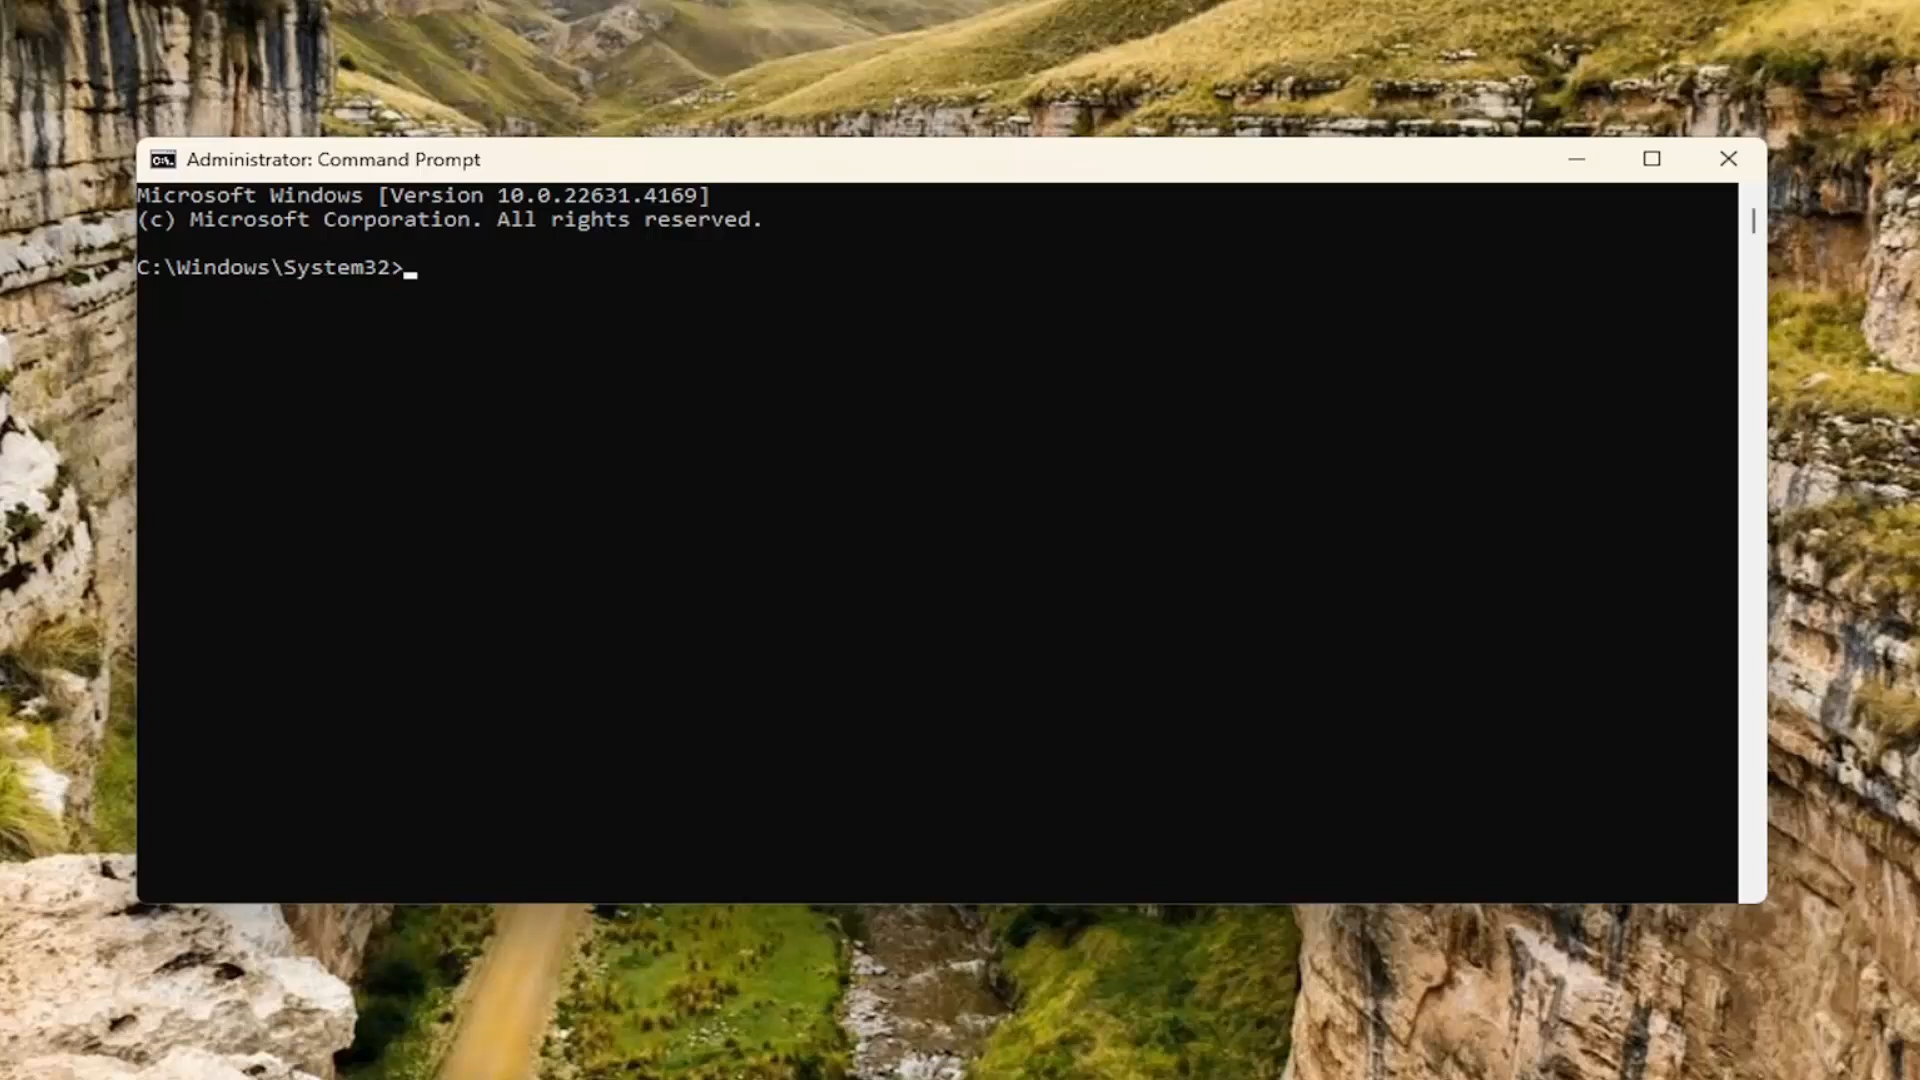 Administrator: Command Prompt
Microsoft Windows [Version 10.0.22631.4169]
(c) Microsoft Corporation. All rights reserved.
C:\Windows\System32>